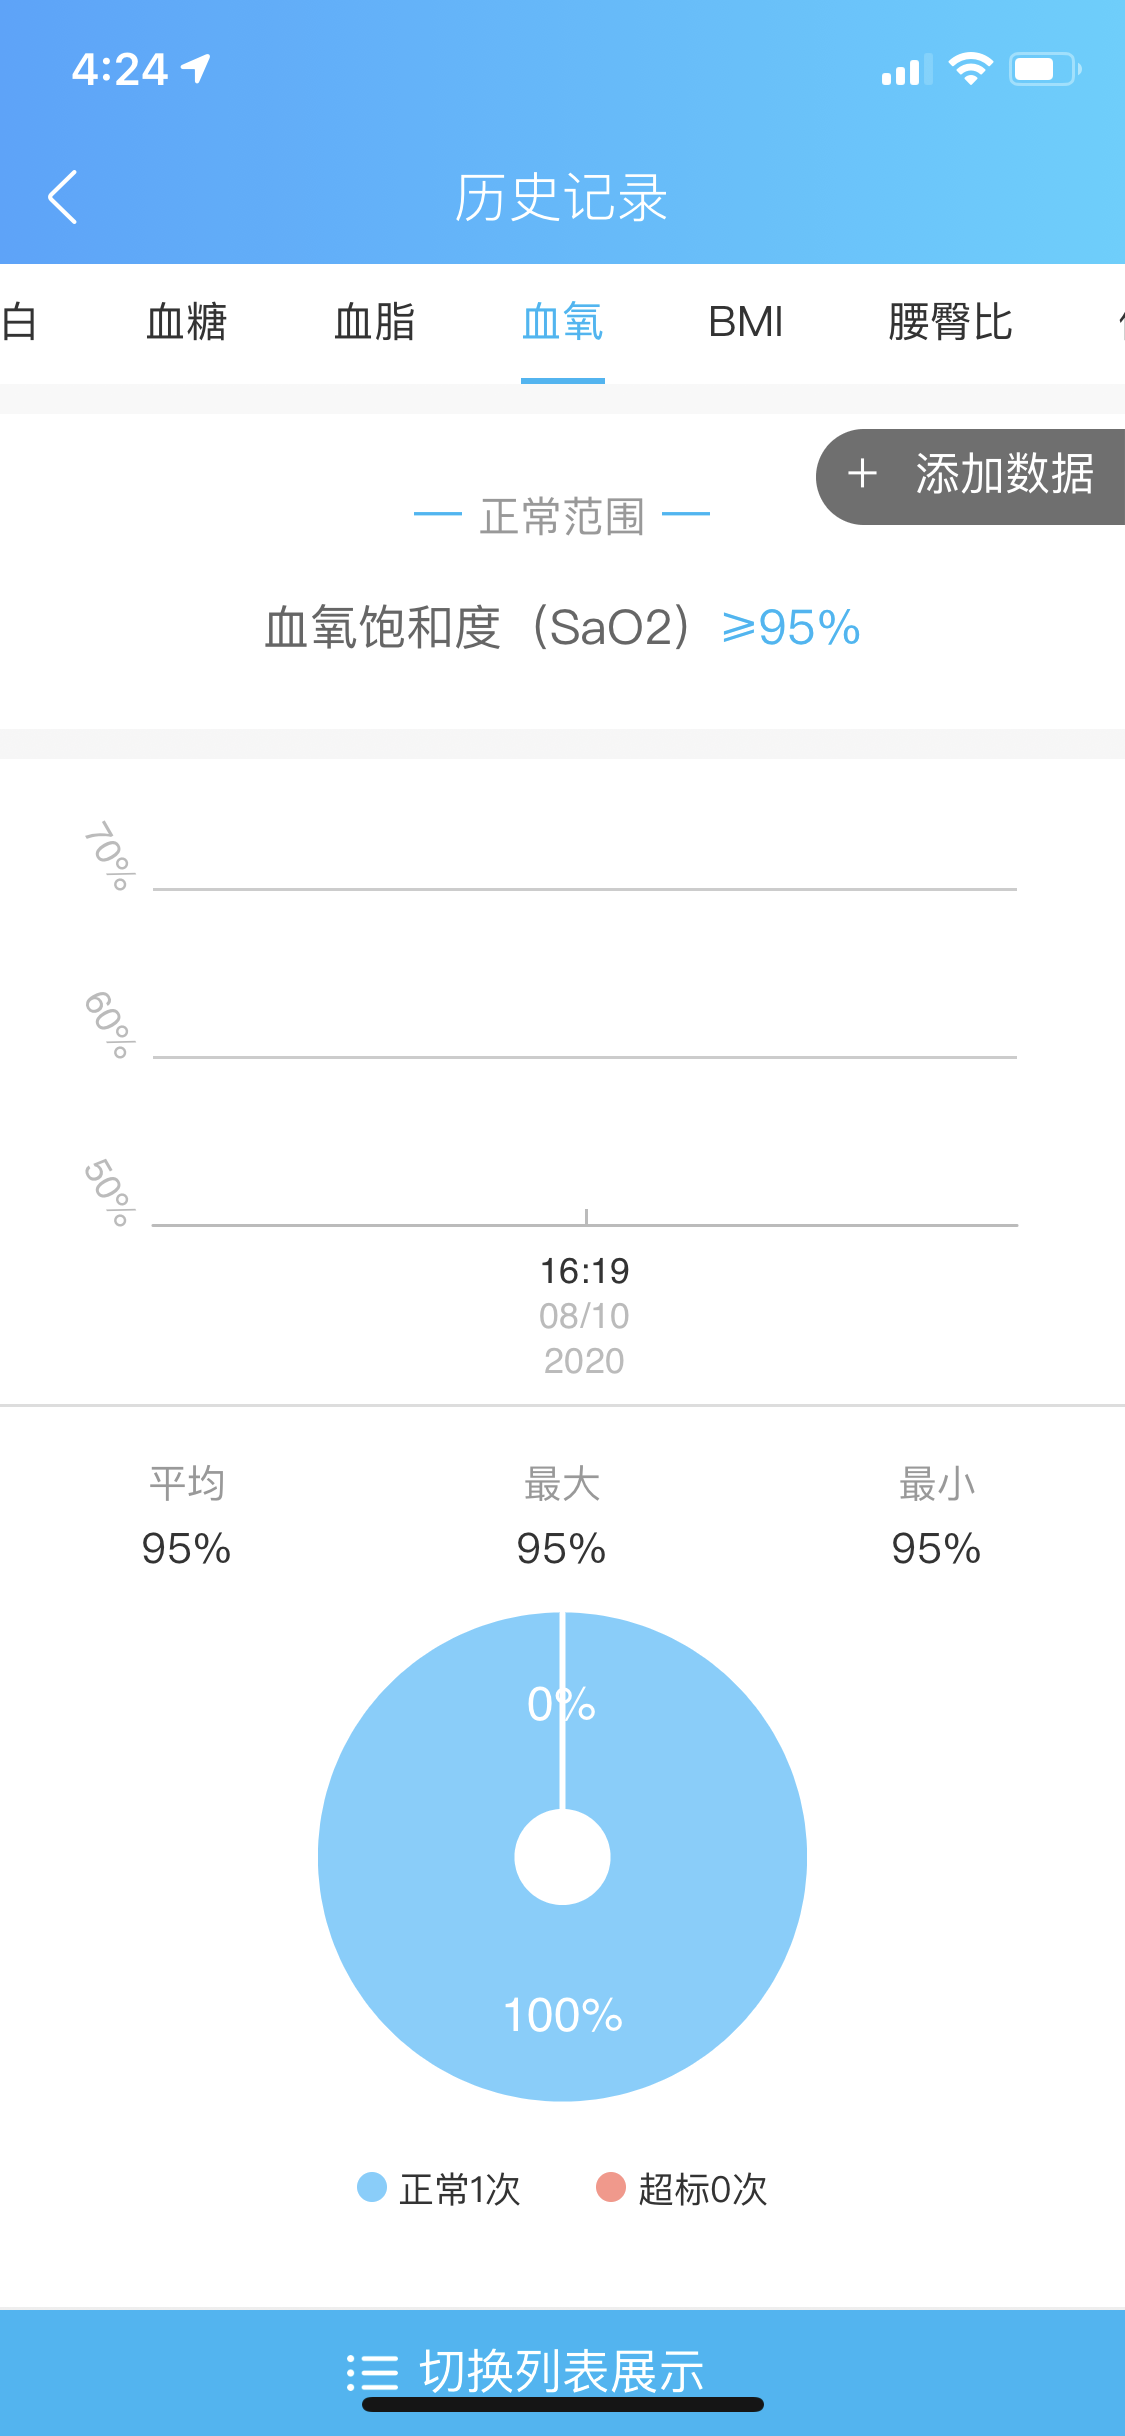 4:24
历史记录
白 血糖 血脂 血氧 BMI 腰臀比
+ 添加数据
正常范围
血氧饱和度（SaO2）≥95%
70%
60%
50%
16:19
08/10
2020
平均 最大 最小
95% 95% 95%
0%
100%
正常1次 超标0次
切换列表展示